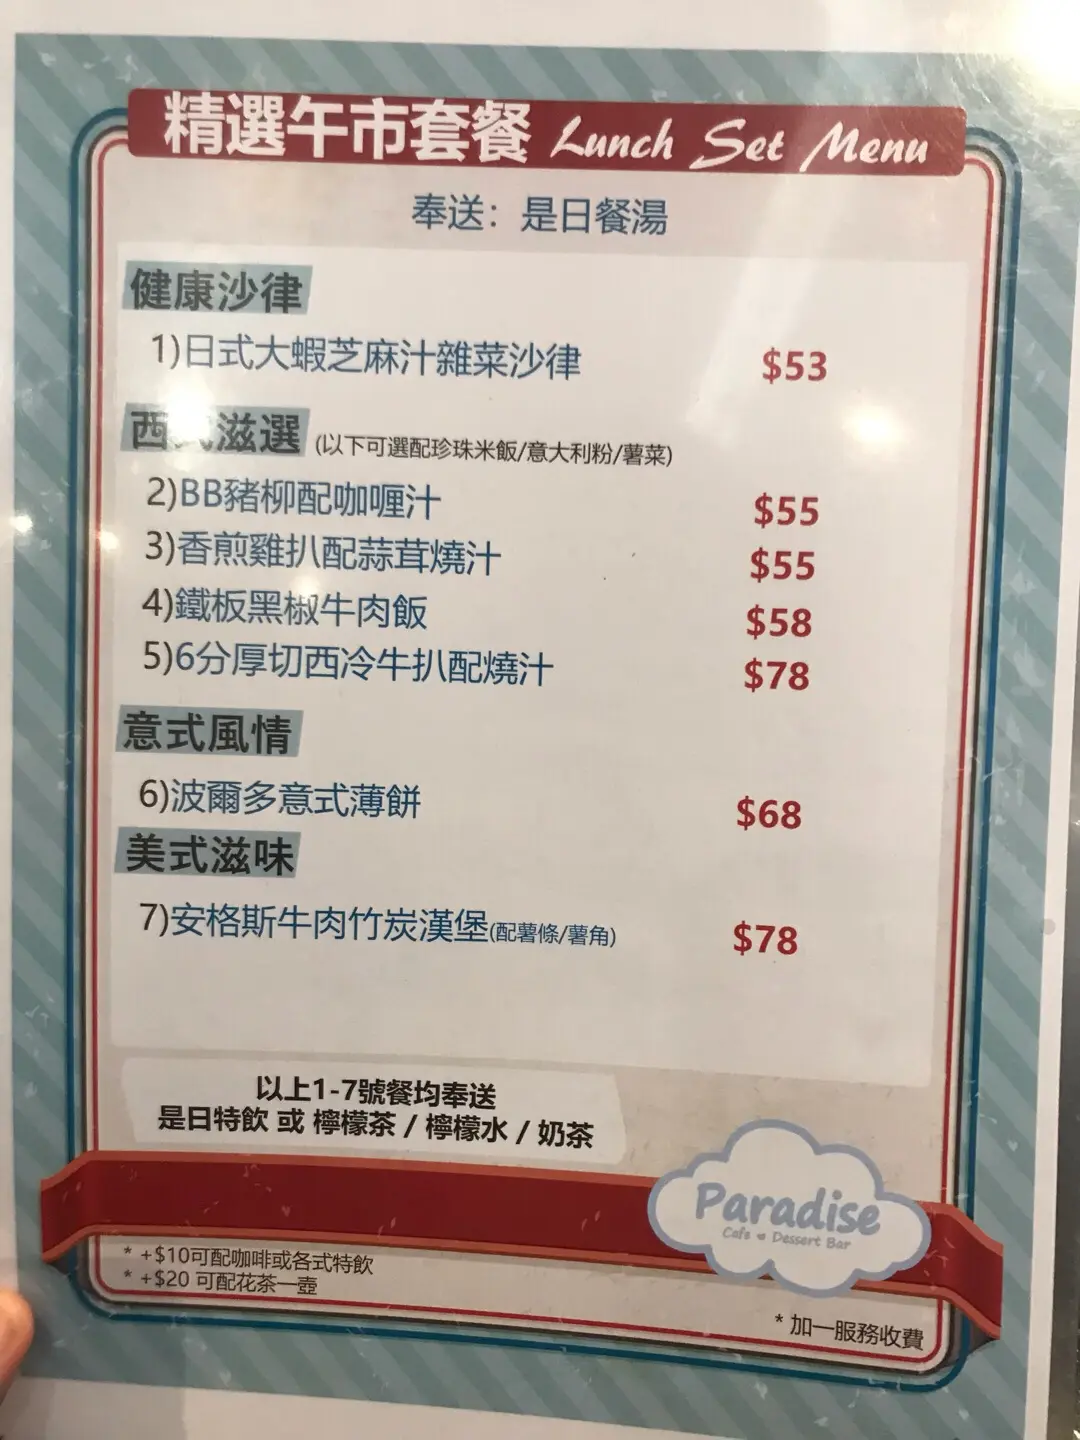 精選午市套餐 Lunch Set Menu
奉送：是日餐湯
健康沙律
1)日式大蝦芝麻汁雜菜沙律 $53
西式滋選 (以下可選配珍珠米飯/意大利粉/薯菜)
2)BB豬柳配咖喱汁 $55
3)香煎雞扒配蒜茸燒汁 $55
4)鐵板黑椒牛肉飯 $58
5)6分厚切西冷牛扒配燒汁 $78
意式風情
6)波爾多意式薄餅 $68
美式滋味
7)安格斯牛肉竹炭漢堡(配薯條/薯角) $78
以上1-7號餐均奉送
是日特飲 或 檸檬茶 / 檸檬水 / 奶茶
Paradise
Cafe & Dessert Bar
* +$10可配咖啡或各式特飲
* +$20 可配花茶一壺
* 加一服務收費